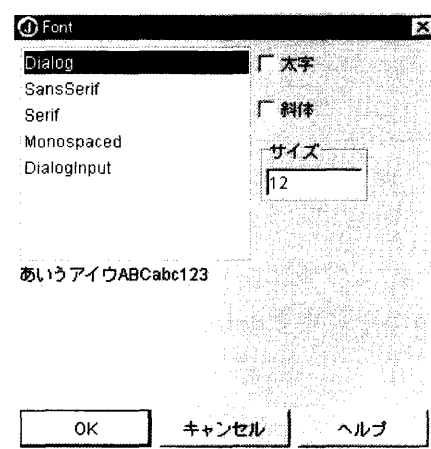 Font
Dialog
SansSerif
Serif
Monospaced
DialogInput
太字
斜体
サイズ
12
あいうアイウABCabc123
OK
キャンセル
ヘルプ